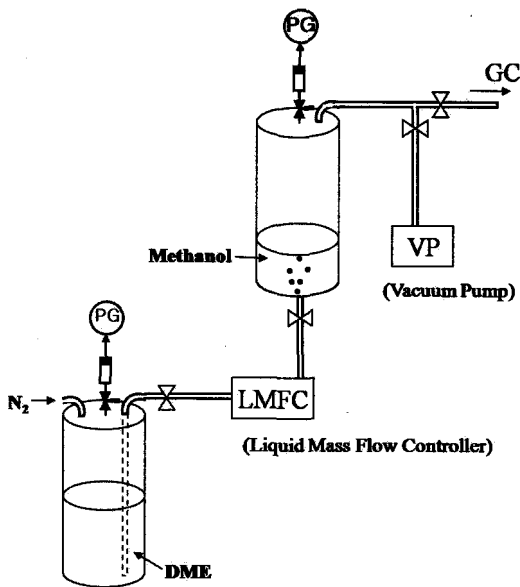 PG
GC
Methanol
VP
(Vacuum Pump)
PG
N₂
LMFC
(Liquid Mass Flow Controller)
DME